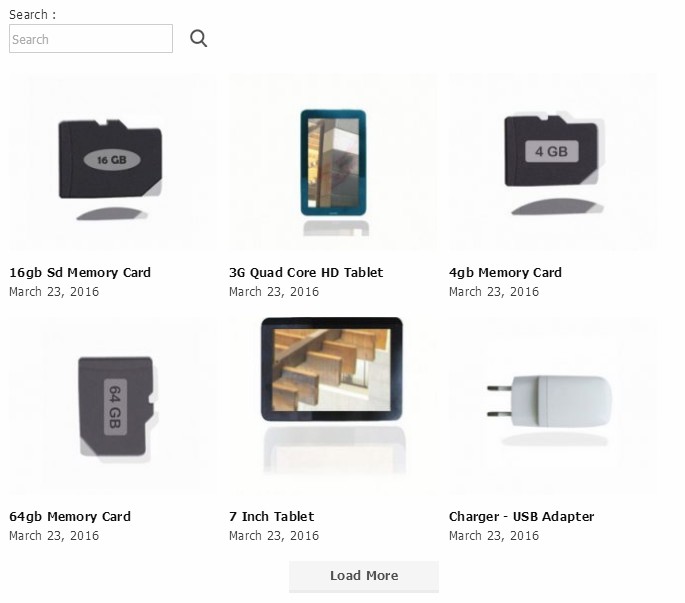 Search :
Search
16 GB
4 GB
16gb Sd Memory Card
3G Quad Core HD Tablet
4gb Memory Card
March 23, 2016
March 23, 2016
March 23, 2016
64 GB
64gb Memory Card
7 Inch Tablet
Charger - USB Adapter
March 23, 2016
March 23, 2016
March 23, 2016
Load More